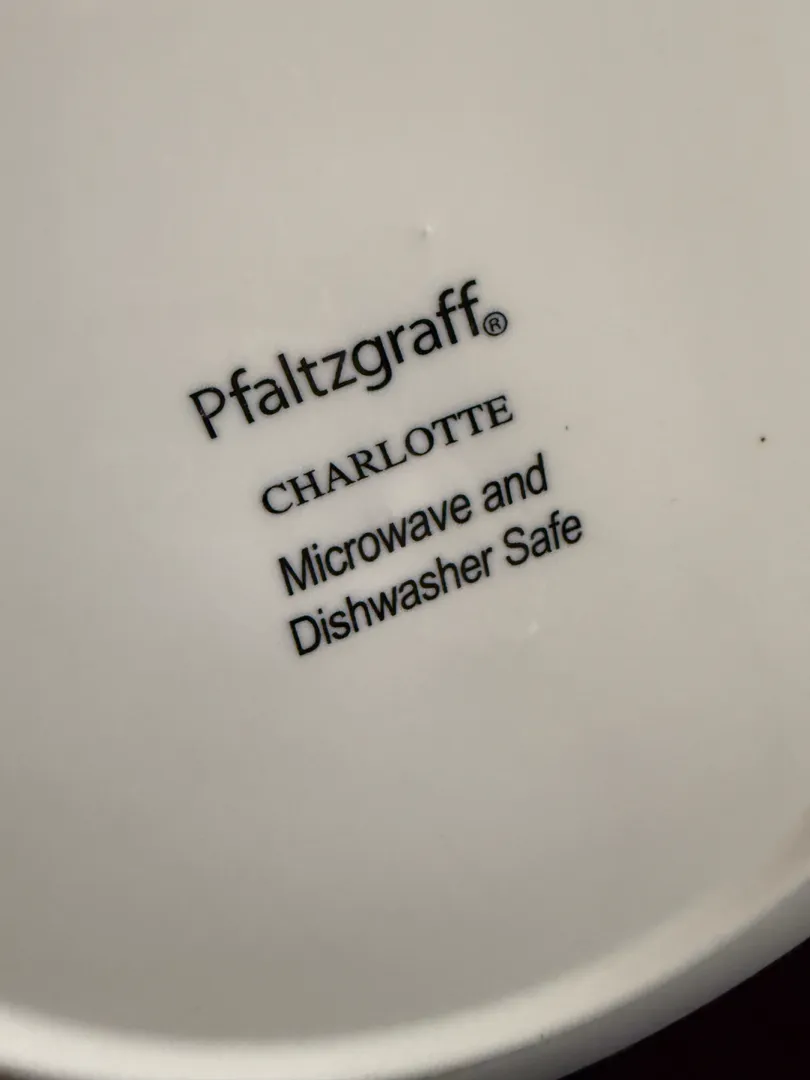 Pfaltzgraff®
CHARLOTTE
Microwave and
Dishwasher Safe